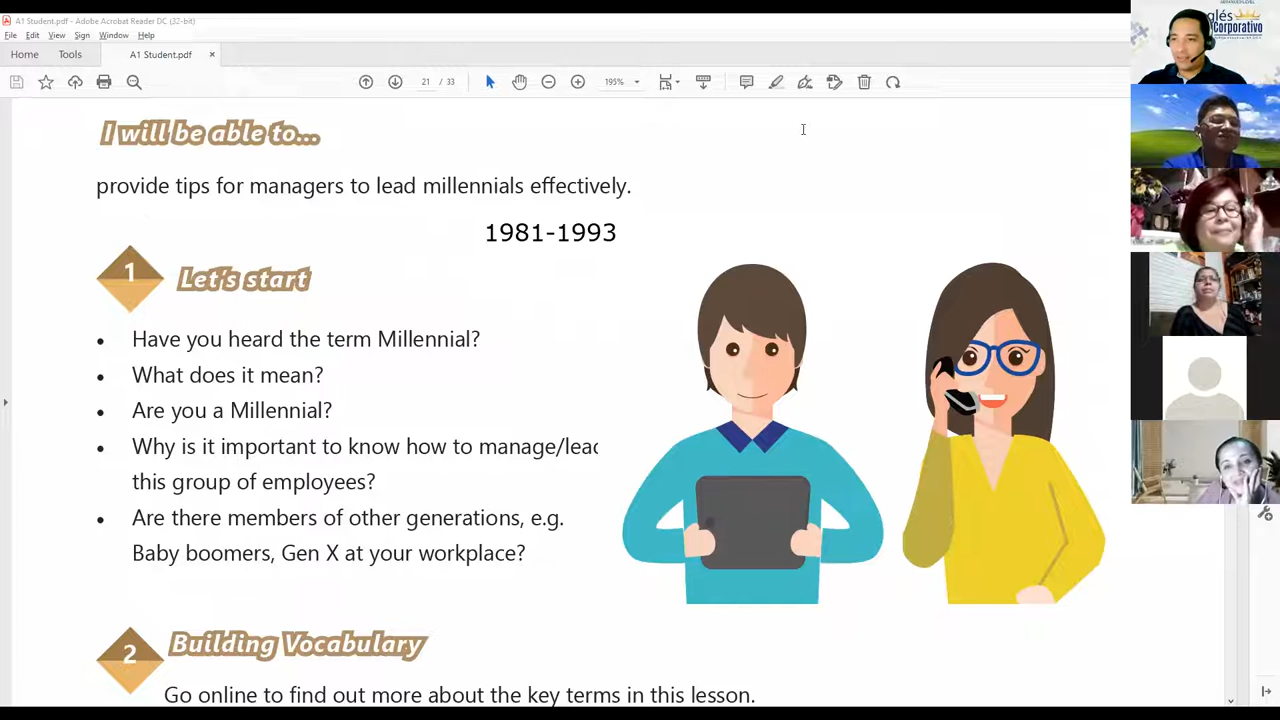 A1 Student.pdf - Adobe Acrobat Reader DC (32-bit)
File Edit View Sign Window Help
Home Tools A1 Student.pdf ×
21 / 33 195%
I will be able to...
provide tips for managers to lead millennials effectively.
1981-1993
1 Let's start
• Have you heard the term Millennial?
• What does it mean?
• Are you a Millennial?
• Why is it important to know how to manage/lead
this group of employees?
• Are there members of other generations, e.g.
Baby boomers, Gen X at your workplace?
2 Building Vocabulary
Go online to find out more about the key terms in this lesson.
glés
Corporativo